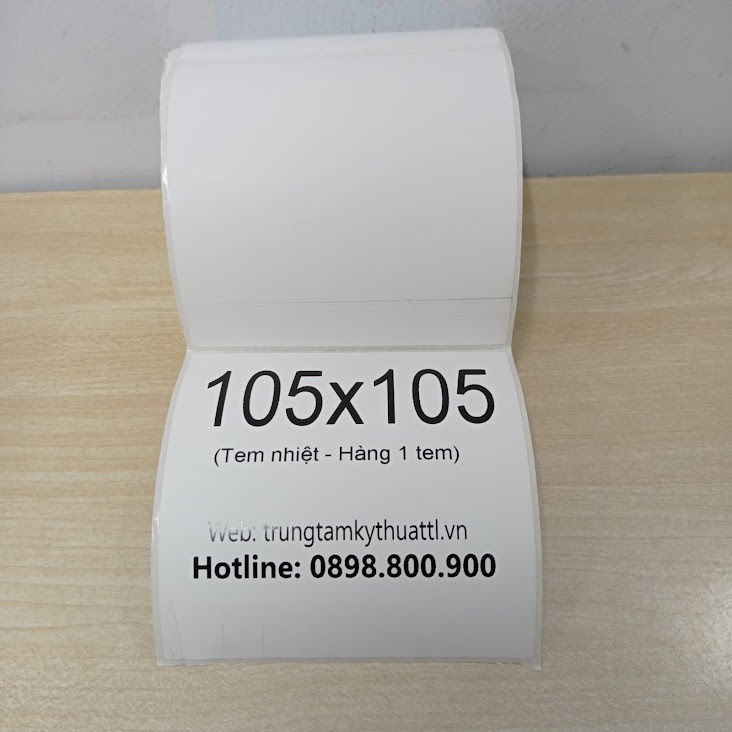 105x105
(Tem nhiệt - Hàng 1 tem)
Web: trungtamkythuattl.vn
Hotline: 0898.800.900